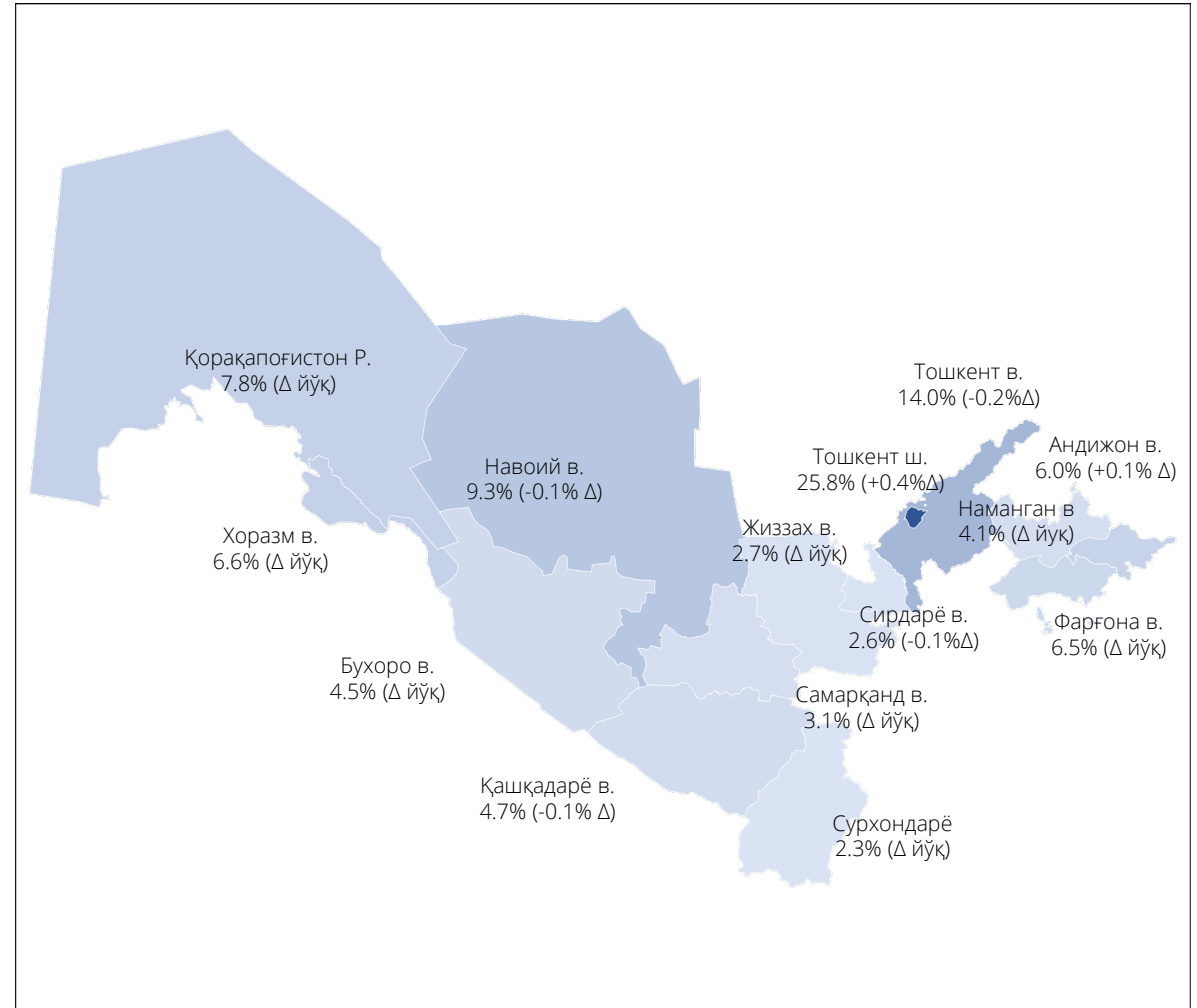 Қорақапоғистон Р.
7.8% (Δ йўқ)
Тошкент в.
14.0% (-0.2%Δ)
Андижон в.
6.0% (+0.1% Δ)
Тошкент ш.
25.8% (+0.4%Δ)
Навоий в.
9.3% (-0.1% Δ)
Наманган в
4.1% (Δ йуқ)
Жиззах в.
2.7% (Δ йўқ)
Хоразм в.
6.6% (Δ йўқ)
Сирдарё в.
2.6% (-0.1%Δ)
Фарғона в.
6.5% (Δ йўқ)
Бухоро в.
4.5% (Δ йўқ)
Самарқанд в.
3.1% (Δ йўқ)
Қашқадарё в.
4.7% (-0.1% Δ)
Сурхондарё
2.3% (Δ йўқ)